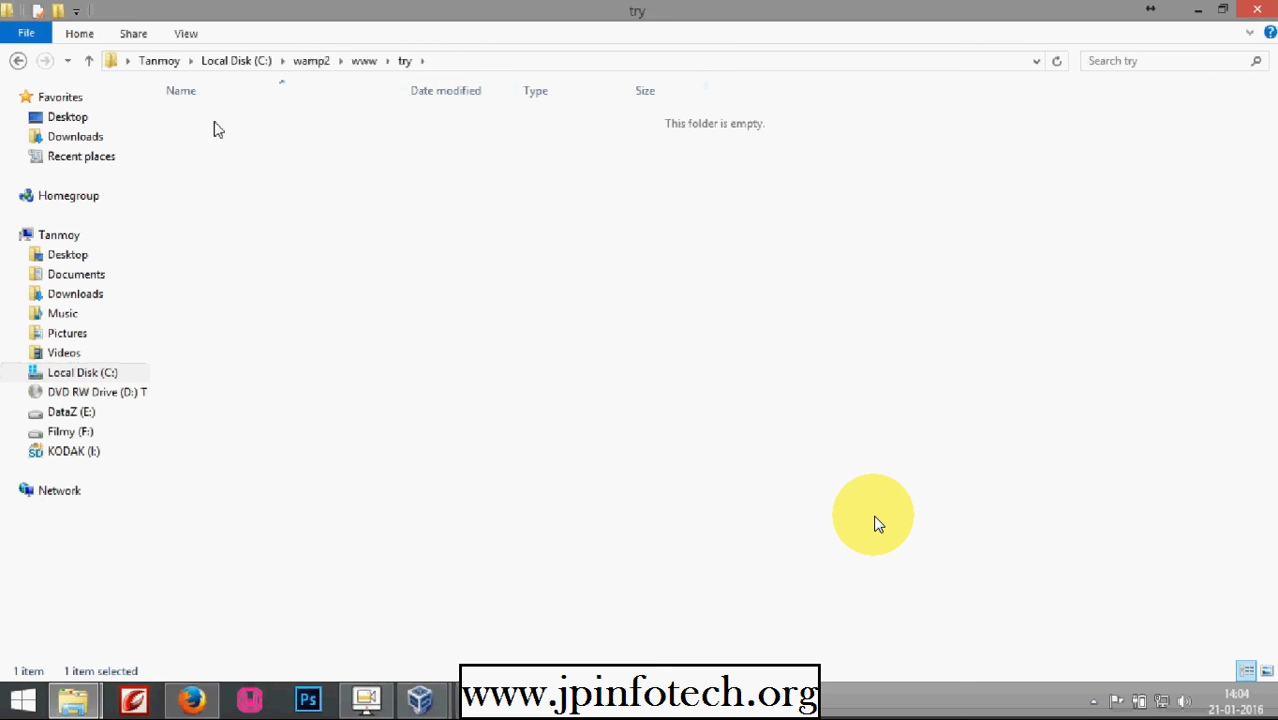 try
File Home Share View
Tanmoy Local Disk (C:) wamp2 www try
Search try
Name Date modified Type Size
This folder is empty.
Favorites
Desktop
Downloads
Recent places
Homegroup
Tanmoy
Desktop
Documents
Downloads
Music
Pictures
Videos
Local Disk (C:)
DVD RW Drive (D:) T
DataZ (E:)
Filmy (F:)
KODAK (I:)
Network
1 item 1 item selected
Ps
www.jpinfotech.org
14:04
21-01-2016